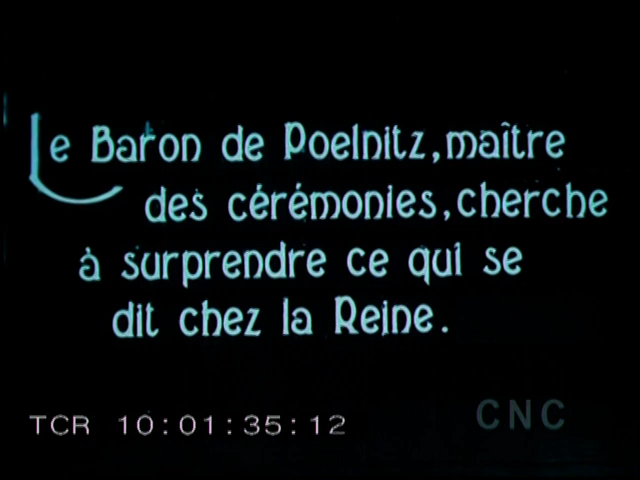 Le Baron de Poelnitz, maître
des cérémonies, cherche
à surprendre ce qui se
dit chez la Reine.
TCR 10:01:35:12
CNC